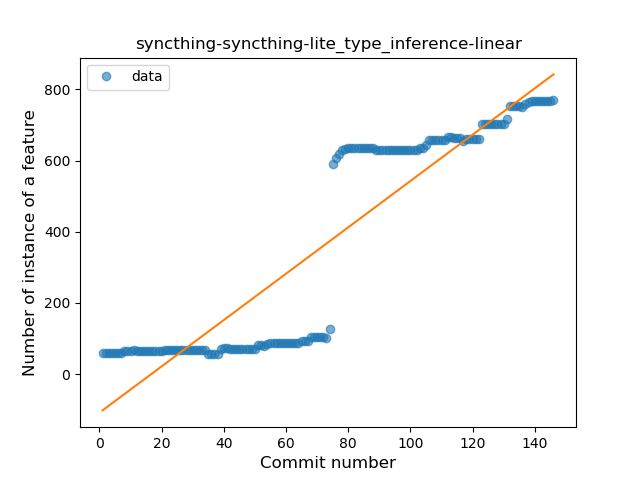 syncthing-syncthing-lite_type_inference-linear
data
Number of instance of a feature
800
600
400
200
0
0 20 40 60 80 100 120 140
Commit number